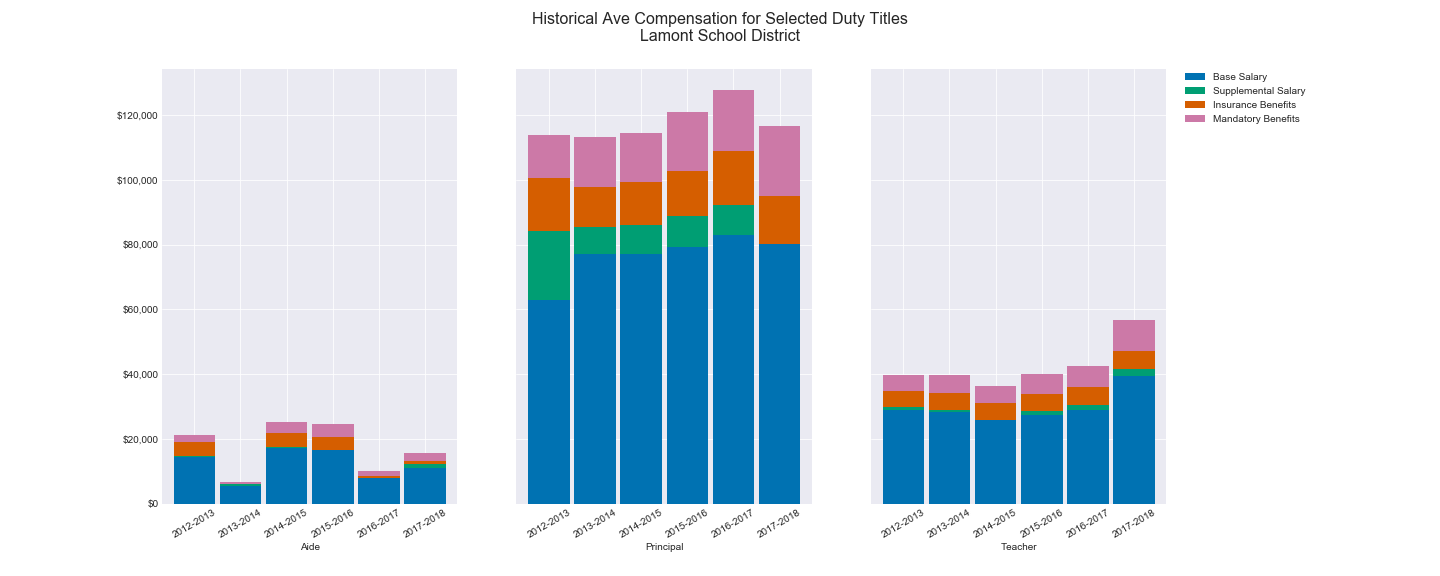 Historical Ave Compensation for Selected Duty Titles
Lamont School District
Base Salary
Supplemental Salary
Insurance Benefits
Mandatory Benefits
$120,000
$100,000
$80,000
$60,000
$40,000
$20,000
$0
2012-2013 2013-2014 2014-2015 2015-2016 2016-2017 2017-2018
2012-2013 2013-2014 2014-2015 2015-2016 2016-2017 2017-2018
2012-2013 2013-2014 2014-2015 2015-2016 2016-2017 2017-2018
Aide
Principal
Teacher